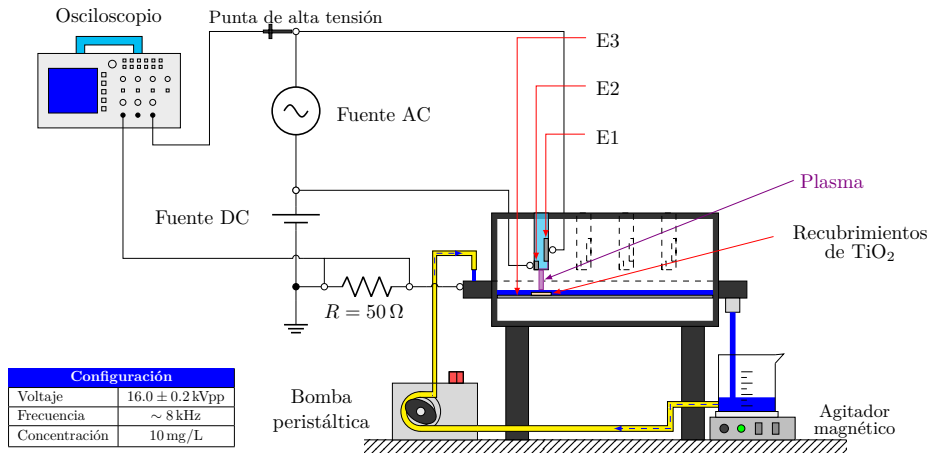 Osciloscopio
Punta de alta tensión
Fuente AC
Fuente DC
R = 50 Ω
E3
E2
E1
Plasma
Recubrimientos
de TiO₂
Bomba
peristáltica
Agitador
magnético
Configuración
Voltaje 16.0 ± 0.2 kVpp
Frecuencia ∼ 8 kHz
Concentración 10 mg/L